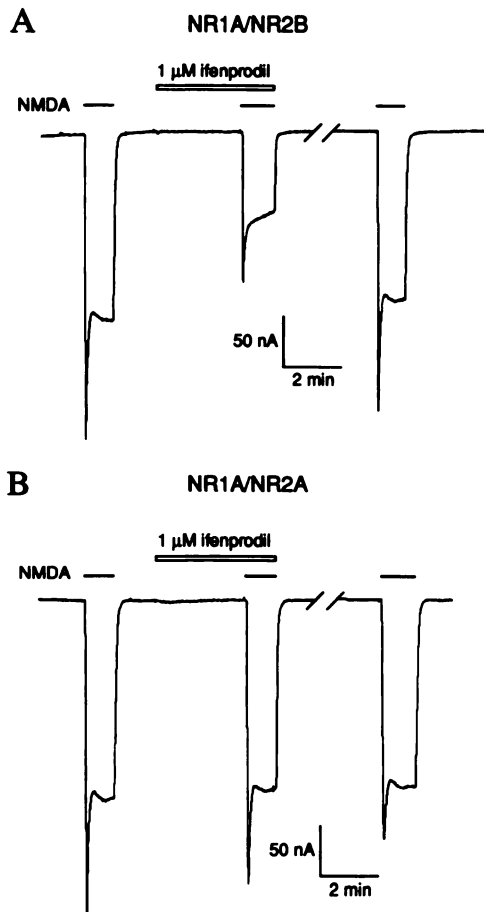 A
NR1A/NR2B
1 μM ifenprodil
NMDA
50 nA
2 min
B
NR1A/NR2A
1 μM ifenprodil
NMDA
50 nA
2 min